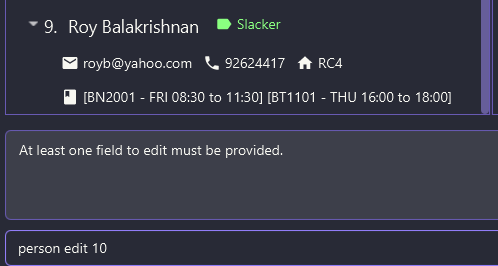 9. Roy Balakrishnan Slacker
royb@yahoo.com 92624417 RC4
[BN2001 - FRI 08:30 to 11:30] [BT1101 - THU 16:00 to 18:00]
At least one field to edit must be provided.
person edit 10